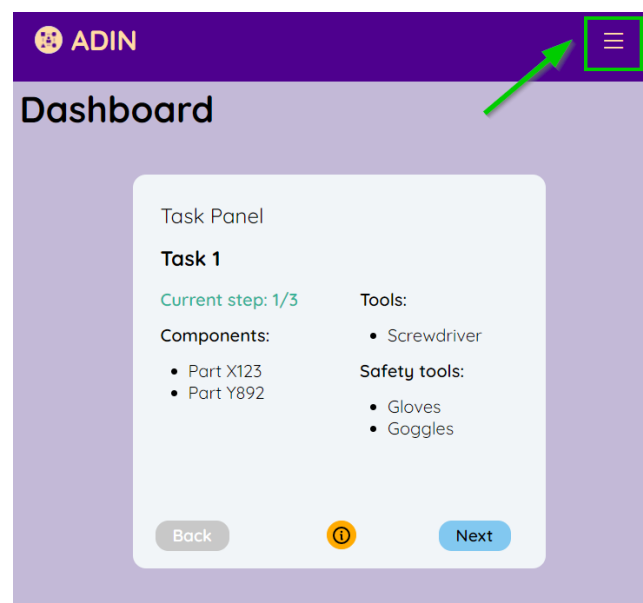 ADIN
Dashboard
Task Panel
Task 1
Current step: 1/3
Components:
Part X123
Part Y892
Tools:
Screwdriver
Safety tools:
Gloves
Goggles
Back
Next